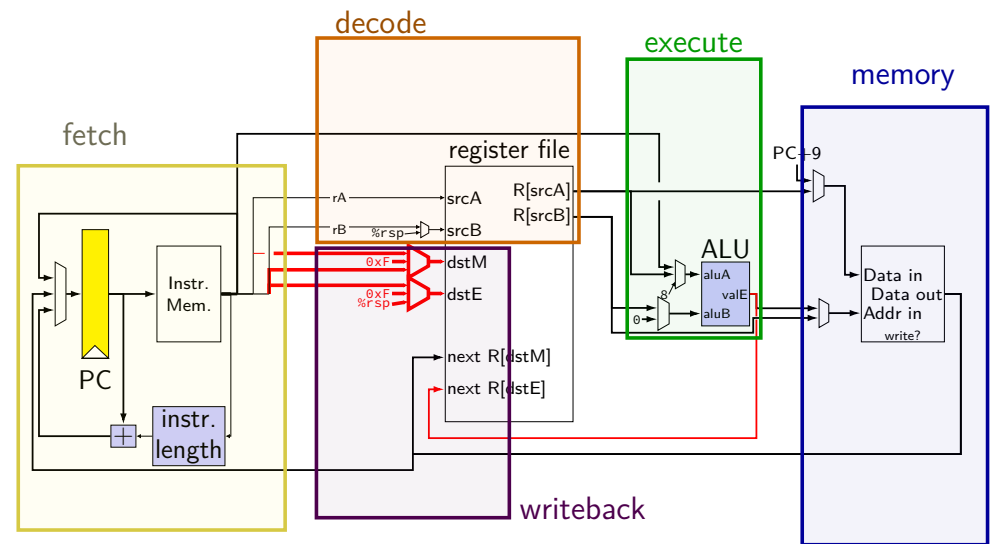 decode
execute
memory
fetch
register file
PC+9
rA
srcA
R[srcA]
rB
%rsp
srcB
R[srcB]
ALU
0xF
dstM
0xF
%rsp
dstE
Instr.
Mem.
aluA
8
valE
0
aluB
Data in
Data out
Addr in
write?
PC
next R[dstM]
next R[dstE]
+
instr.
length
writeback